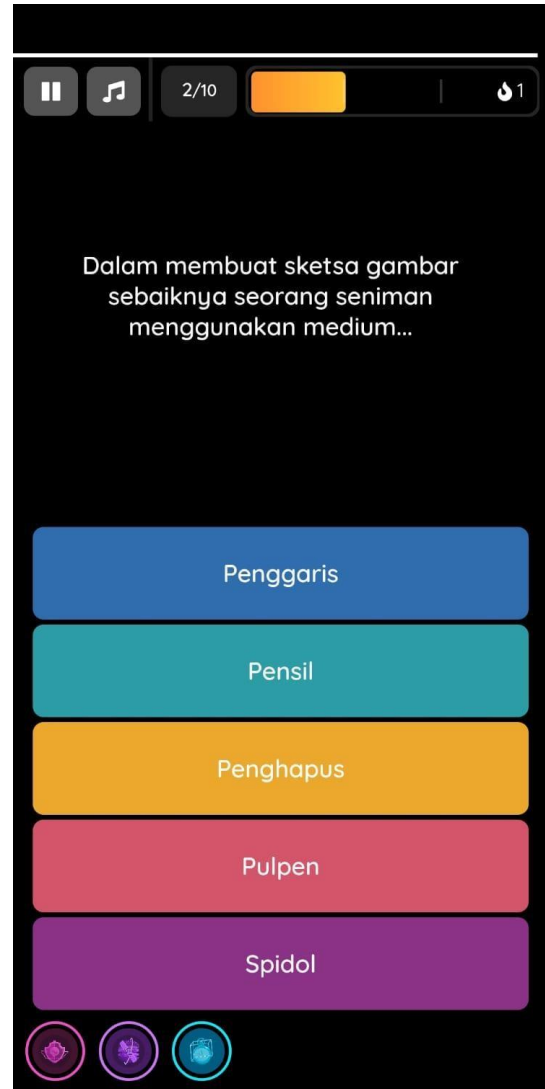 2/10
1
Dalam membuat sketsa gambar
sebaiknya seorang seniman
menggunakan medium...
Penggaris
Pensil
Penghapus
Pulpen
Spidol